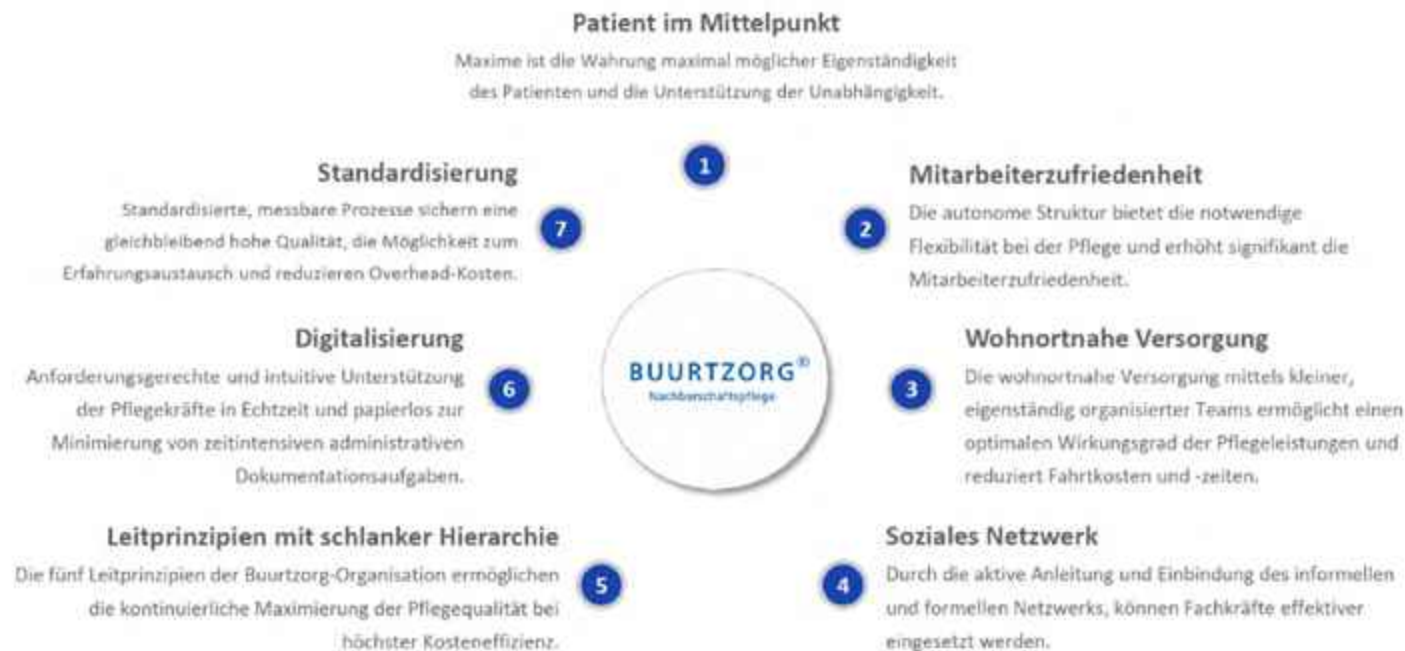 Patient im Mittelpunkt
Maxime ist die Wahrung maximal möglicher Eigenständigkeit
des Patienten und die Unterstützung der Unabhängigkeit.
1
Mitarbeiterzufriedenheit
2
Die autonome Struktur bietet die notwendige
Flexibilität bei der Pflege und erhöht signifikant die
Mitarbeiterzufriedenheit.
Wohnortnahe Versorgung
3
Die wohnortnahe Versorgung mittels kleiner,
eigenständig organisierter Teams ermöglicht einen
optimalen Wirkungsgrad der Pflegeleistungen und
reduziert Fahrtkosten und -zeiten.
Soziales Netzwerk
4
Durch die aktive Anleitung und Einbindung des informellen
und formellen Netzwerks, können Fachkräfte effektiver
eingesetzt werden.
Leitprinzipien mit schlanker Hierarchie
5
Die fünf Leitprinzipien der Buurtzorg-Organisation ermöglichen
die kontinuierliche Maximierung der Pflegequalität bei
höchster Kosteneffizienz.
Digitalisierung
6
Anforderungsgerechte und intuitive Unterstützung
der Pflegekräfte in Echtzeit und papierlos zur
Minimierung von zeitintensiven administrativen
Dokumentationsaufgaben.
Standardisierung
7
Standardisierte, messbare Prozesse sichern eine
gleichbleibend hohe Qualität, die Möglichkeit zum
Erfahrungsaustausch und reduzieren Overhead-Kosten.
BUURTZORG®
Nachbarschaftspflege